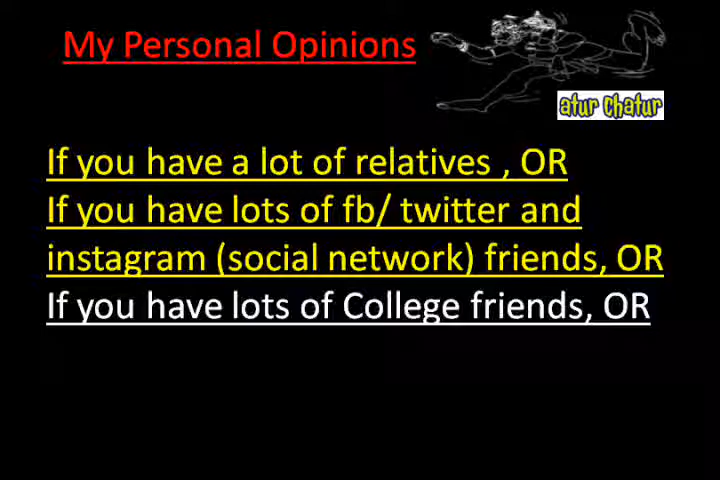 My Personal Opinions
atur chatur
If you have a lot of relatives , OR
If you have lots of fb/ twitter and
instagram (social network) friends, OR
If you have lots of College friends, OR